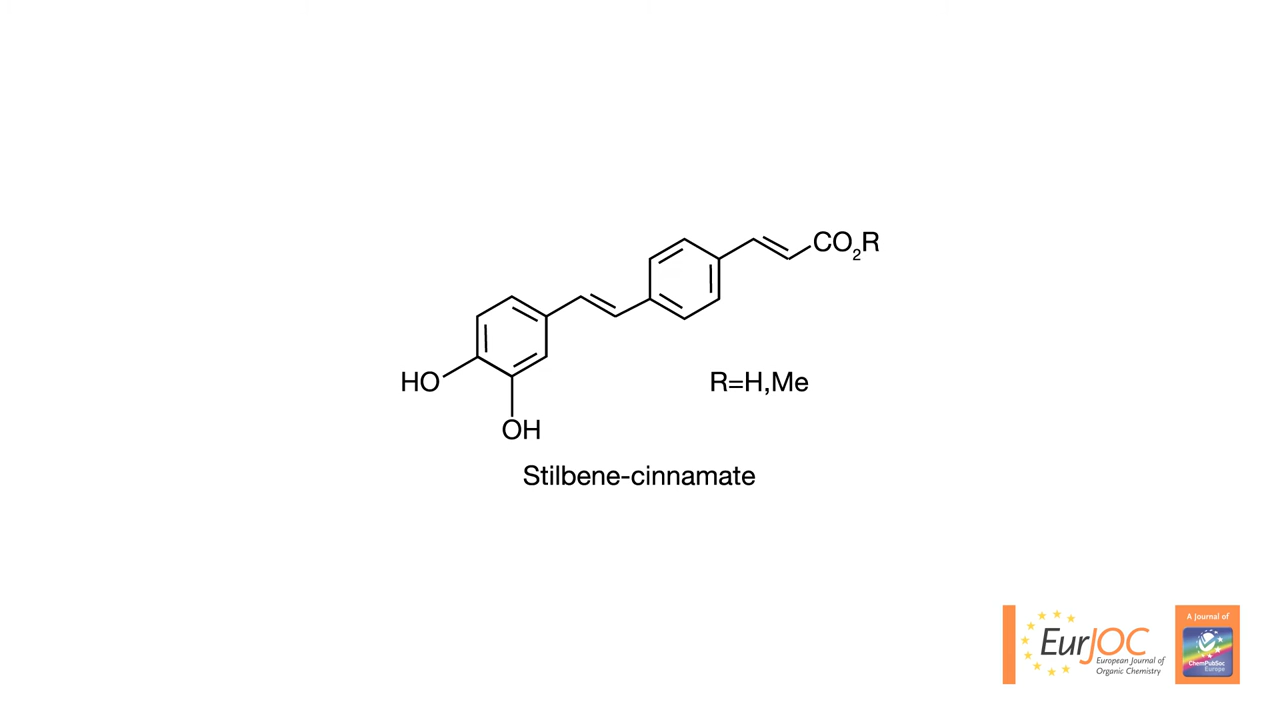 CO2R
HO
OH
R=H,Me
Stilbene-cinnamate
EurJOC
European Journal of
Organic Chemistry
A Journal of
ChemPubSoc
Europe